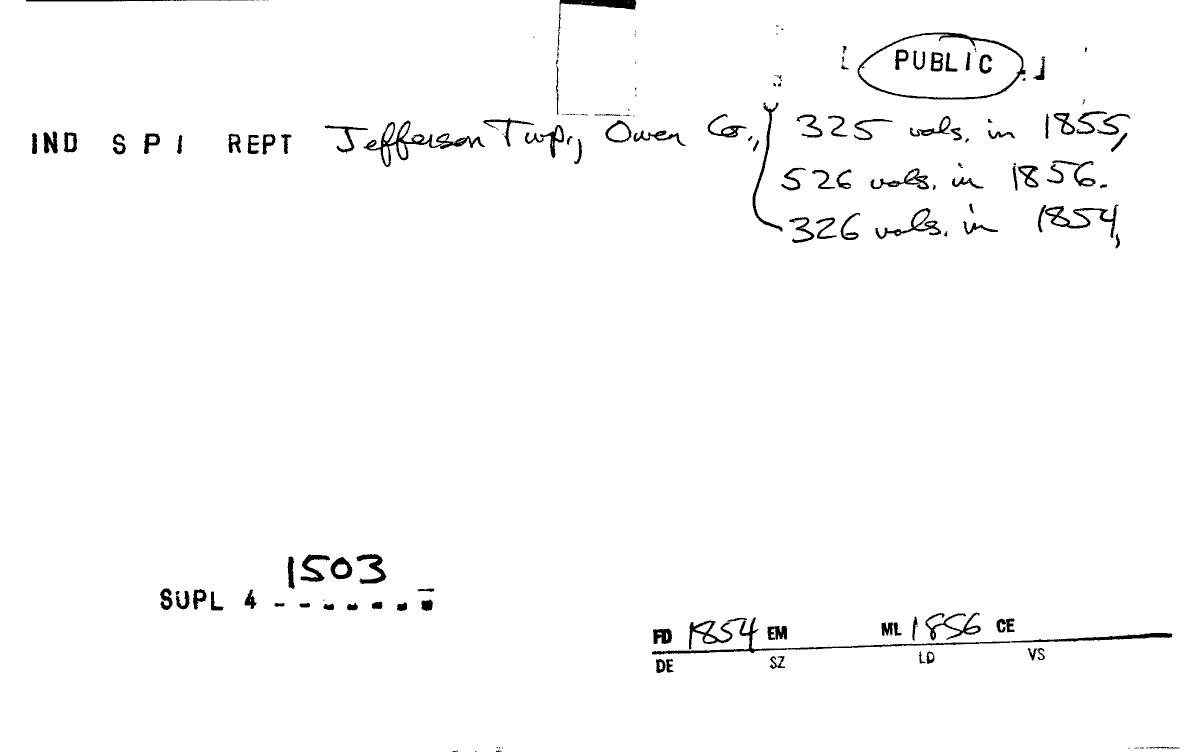 PUBLIC
IND S P I REPT Jefferson Twp., Owen Co., 325 vols. in 1855,
526 vols. in 1856.
326 vols. in 1854,
1503
SUPL 4 -------
FD 1854 EM ML 1856 CE
DE SZ LD VS